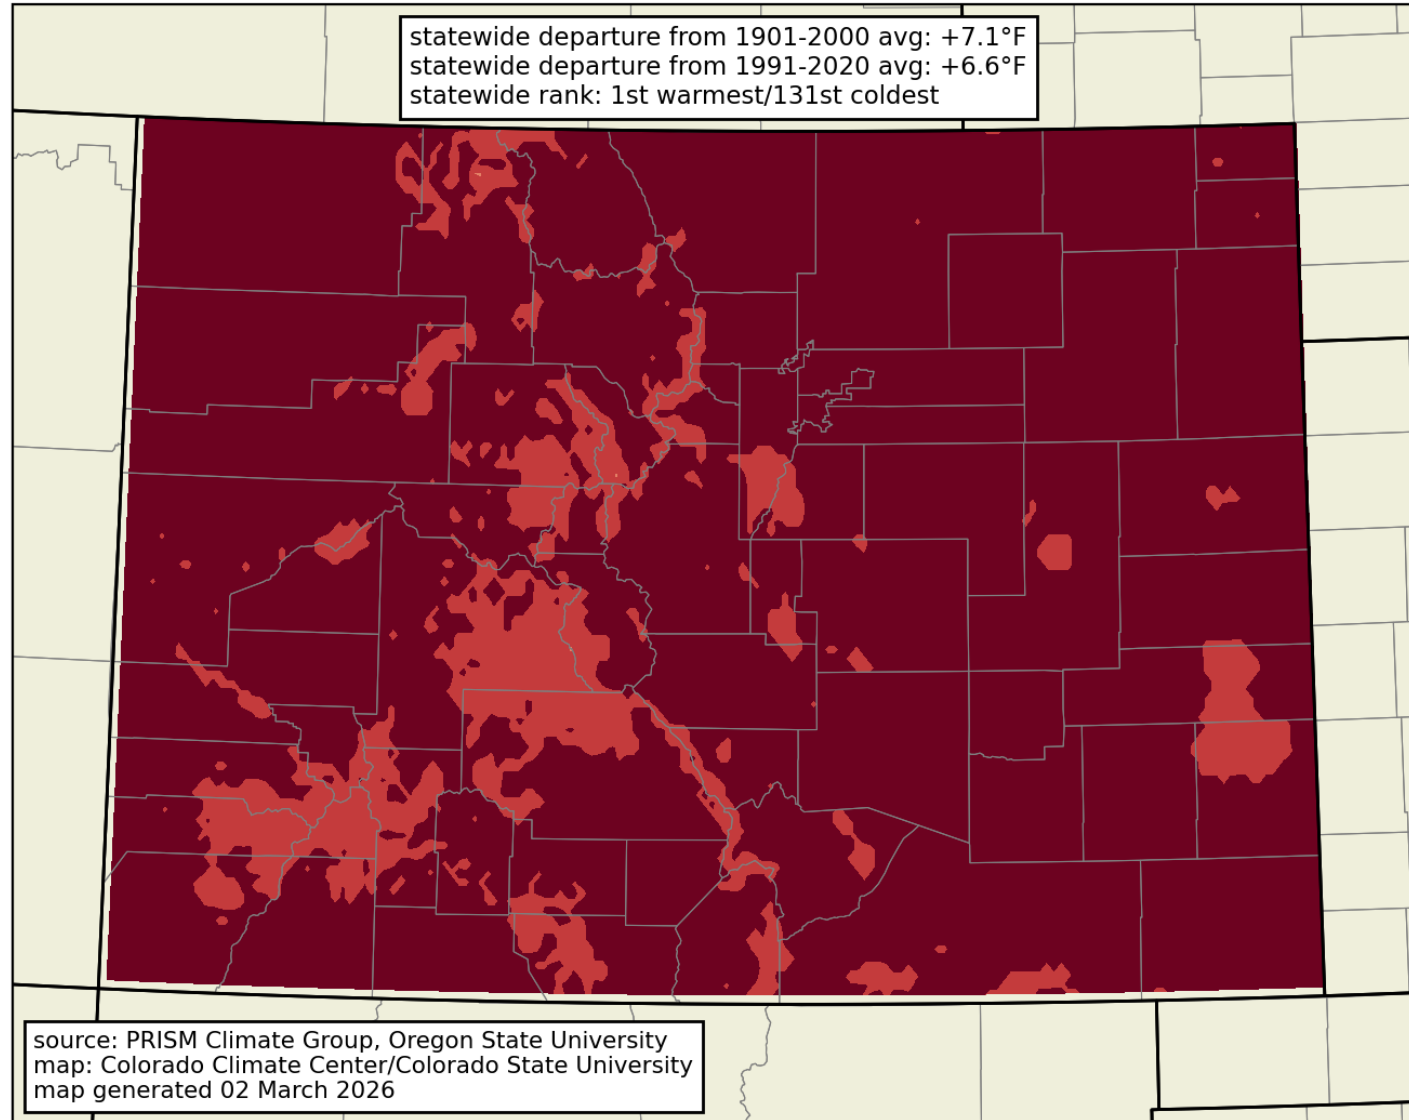 statewide departure from 1901-2000 avg: +7.1°F
statewide departure from 1991-2020 avg: +6.6°F
statewide rank: 1st warmest/131st coldest
source: PRISM Climate Group, Oregon State University
map: Colorado Climate Center/Colorado State University
map generated 02 March 2026